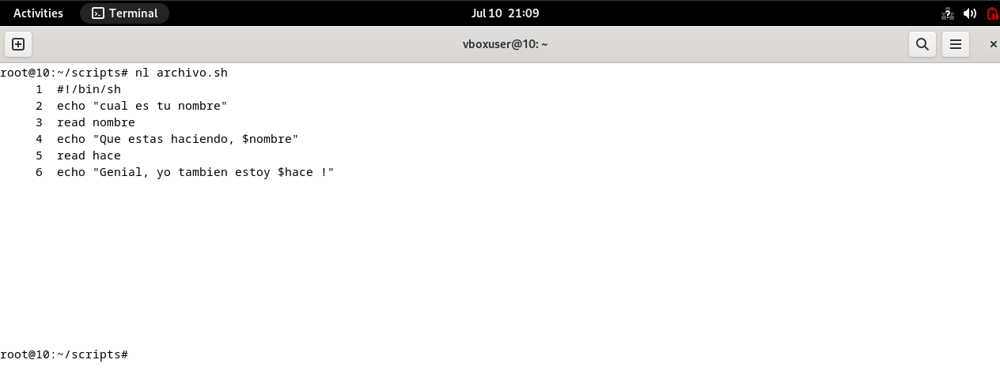 Activities
Terminal
Jul 10 21:09
vboxuser@10: ~
root@10:~/scripts# nl archivo.sh
1 #!/bin/sh
2 echo "cual es tu nombre"
3 read nombre
4 echo "Que estas haciendo, $nombre"
5 read hace
6 echo "Genial, yo tambien estoy $hace !"
root@10:~/scripts#